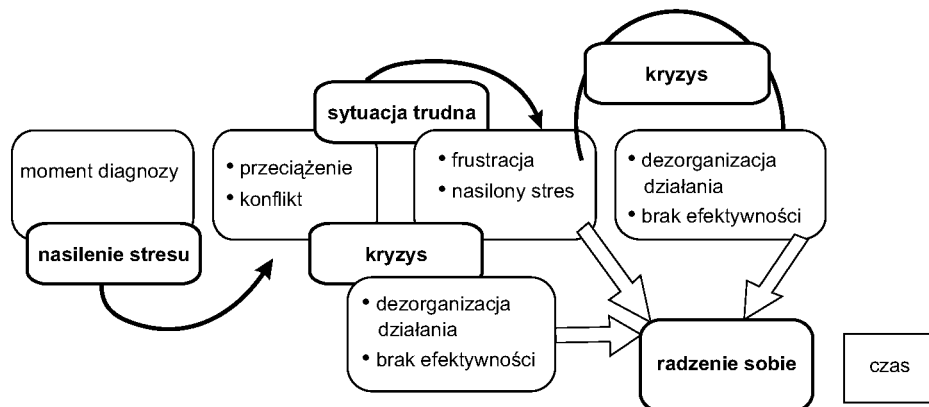 kryzys
sytuacja trudna
moment diagnozy
nasilenie stresu
• przeciążenie
• konflikt
• frustracja
• nasilony stres
• dezorganizacja
działania
• brak efektywności
kryzys
• dezorganizacja
działania
• brak efektywności
radzenie sobie
czas